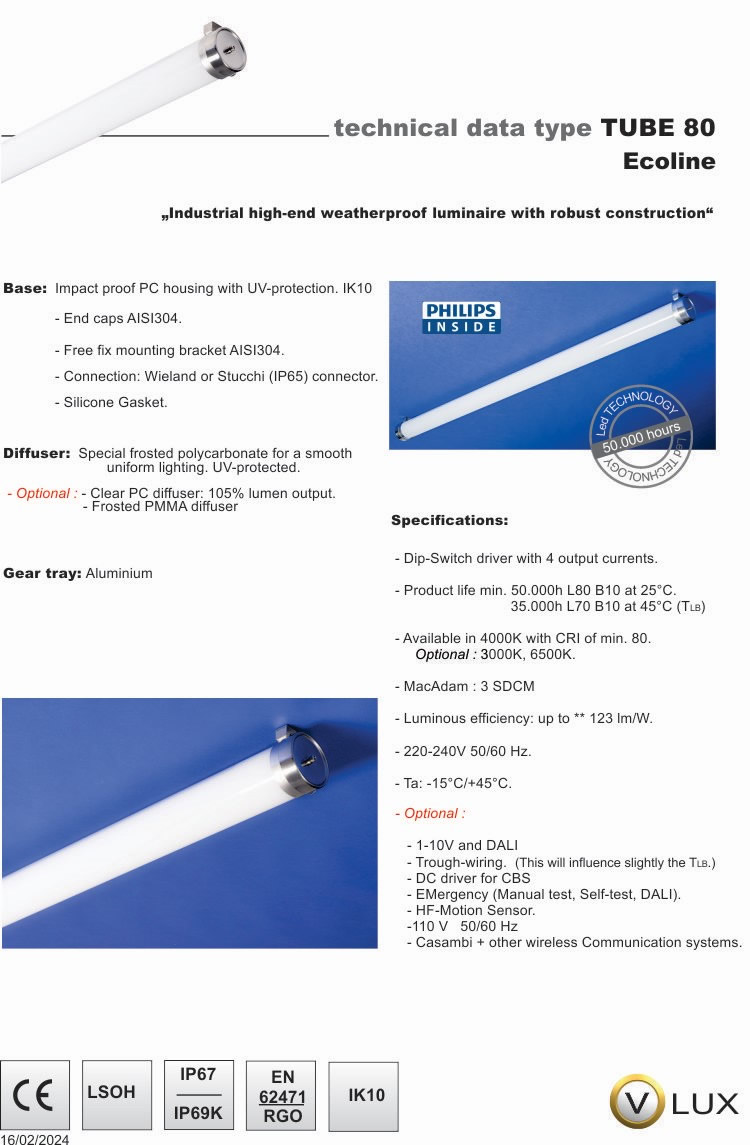 technical data type TUBE 80
Ecoline
„Industrial high-end weatherproof luminaire with robust construction“
Base: Impact proof PC housing with UV-protection. IK10
- End caps AISI304.
- Free fix mounting bracket AISI304.
- Connection: Wieland or Stucchi (IP65) connector.
- Silicone Gasket.
Diffuser: Special frosted polycarbonate for a smooth
uniform lighting. UV-protected.
- Optional : - Clear PC diffuser: 105% lumen output.
- Frosted PMMA diffuser
Gear tray: Aluminium
PHILIPS
INSIDE
Led TECHNOLOGY
50.000 hours
Led TECHNOLOGY
Specifications:
- Dip-Switch driver with 4 output currents.
- Product life min. 50.000h L80 B10 at 25°C.
35.000h L70 B10 at 45°C (TLB)
- Available in 4000K with CRI of min. 80.
Optional : 3000K, 6500K.
- MacAdam : 3 SDCM
- Luminous efficiency: up to ** 123 lm/W.
- 220-240V 50/60 Hz.
- Ta: -15°C/+45°C.
- Optional :
- 1-10V and DALI
- Trough-wiring. (This will influence slightly the TLB.)
- DC driver for CBS
- EMergency (Manual test, Self-test, DALI).
- HF-Motion Sensor.
-110 V 50/60 Hz
- Casambi + other wireless Communication systems.
CE
LSOH
IP67
IP69K
EN
62471
RGO
IK10
V LUX
16/02/2024